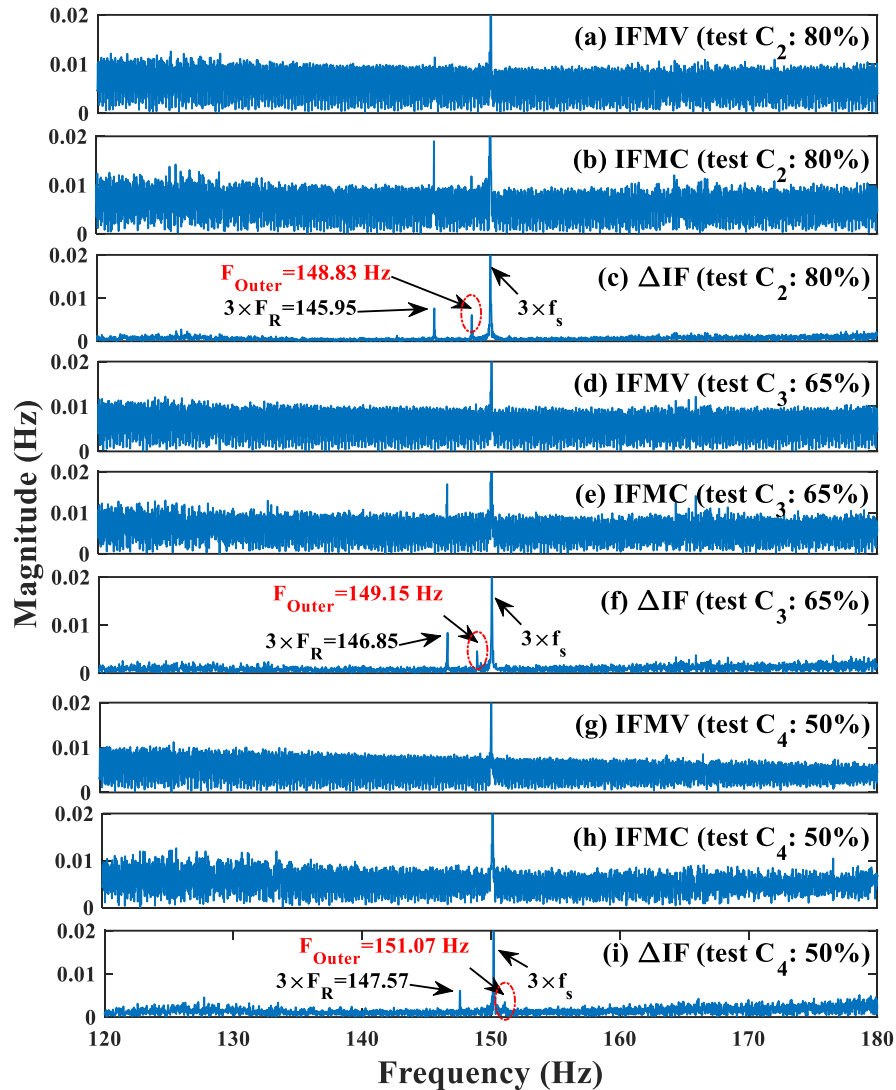 0.02
(a) IFMV (test C2: 80%)
0.01
0
0.02
(b) IFMC (test C2: 80%)
0.01
0
0.02
FOuter=148.83 Hz
(c) △IF (test C2: 80%)
0.01
3×FR=145.95
3×fs
0
0.02
(d) IFMV (test C3: 65%)
0.01
0
0.02
(e) IFMC (test C3: 65%)
0.01
0
0.02
FOuter=149.15 Hz
(f) △IF (test C3: 65%)
0.01
3×FR=146.85
3×fs
0
0.02
(g) IFMV (test C4: 50%)
0.01
0
0.02
(h) IFMC (test C4: 50%)
0.01
0
0.02
FOuter=151.07 Hz
(i) △IF (test C4: 50%)
0.01
3×FR=147.57
3×fs
0
120 130 140 150 160 170 180
Frequency (Hz)
Magnitude (Hz)